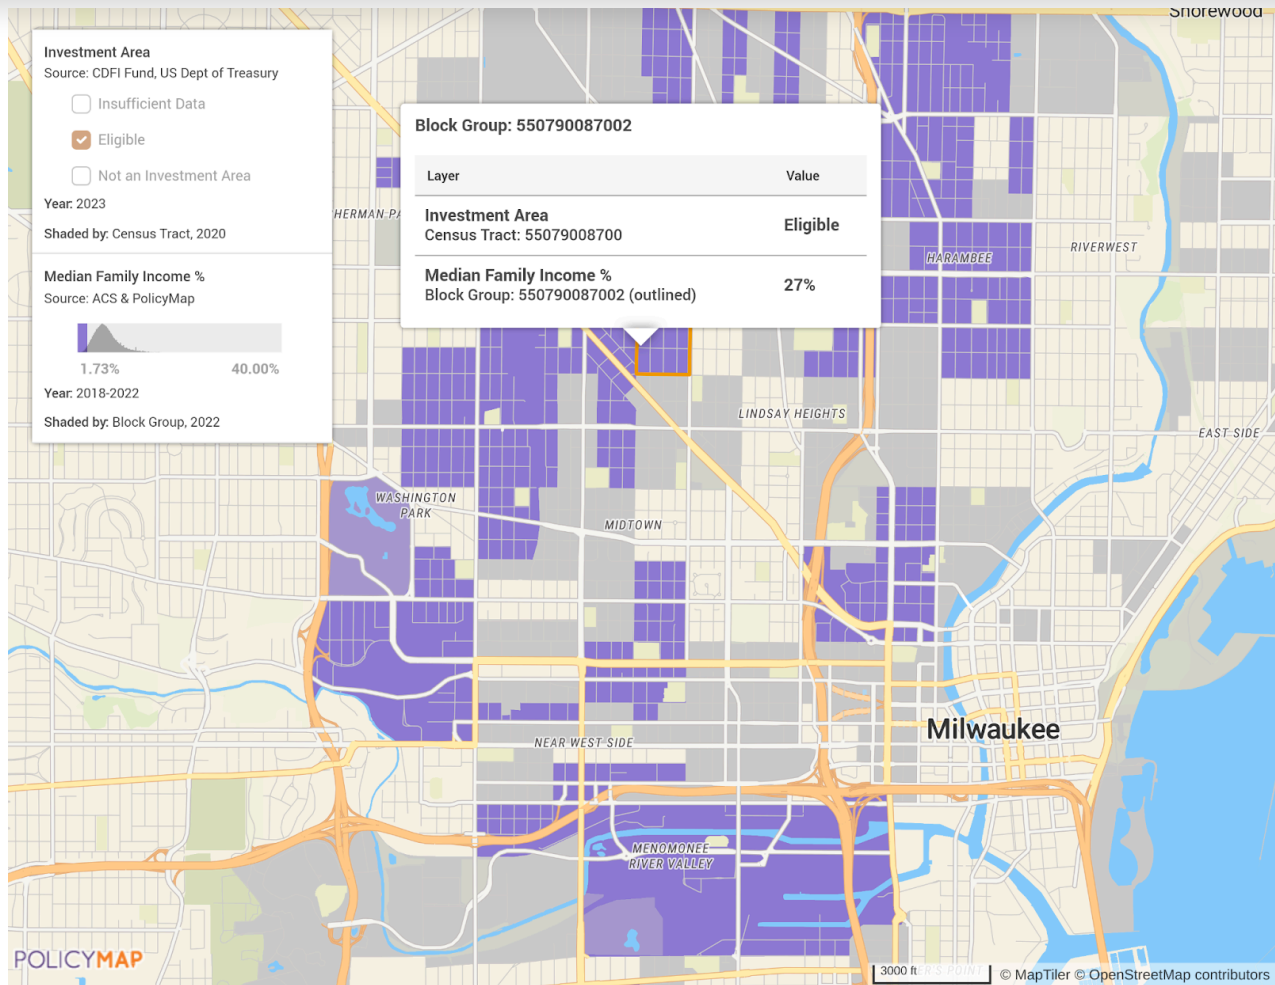 Shorewood
Investment Area
Source: CDFI Fund, US Dept of Treasury
Insufficient Data
Eligible
Not an Investment Area
Year: 2023
Shaded by: Census Tract, 2020
Median Family Income %
Source: ACS & PolicyMap
1.73%
40.00%
Year: 2018-2022
Shaded by: Block Group, 2022
Block Group: 550790087002
Layer
Value
Investment Area
Census Tract: 55079008700
Eligible
Median Family Income %
Block Group: 550790087002 (outlined)
27%
HERMAN-PA
HARAMBEE
RIVERWEST
LINDSAY HEIGHTS
EAST SIDE
WASHINGTON
PARK
MIDTOWN
Milwaukee
NEAR WEST SIDE
MENOMONEE
RIVER VALLEY
POLICYMAP
3000 ft
ER'S POINT
© MapTiler © OpenStreetMap contributors